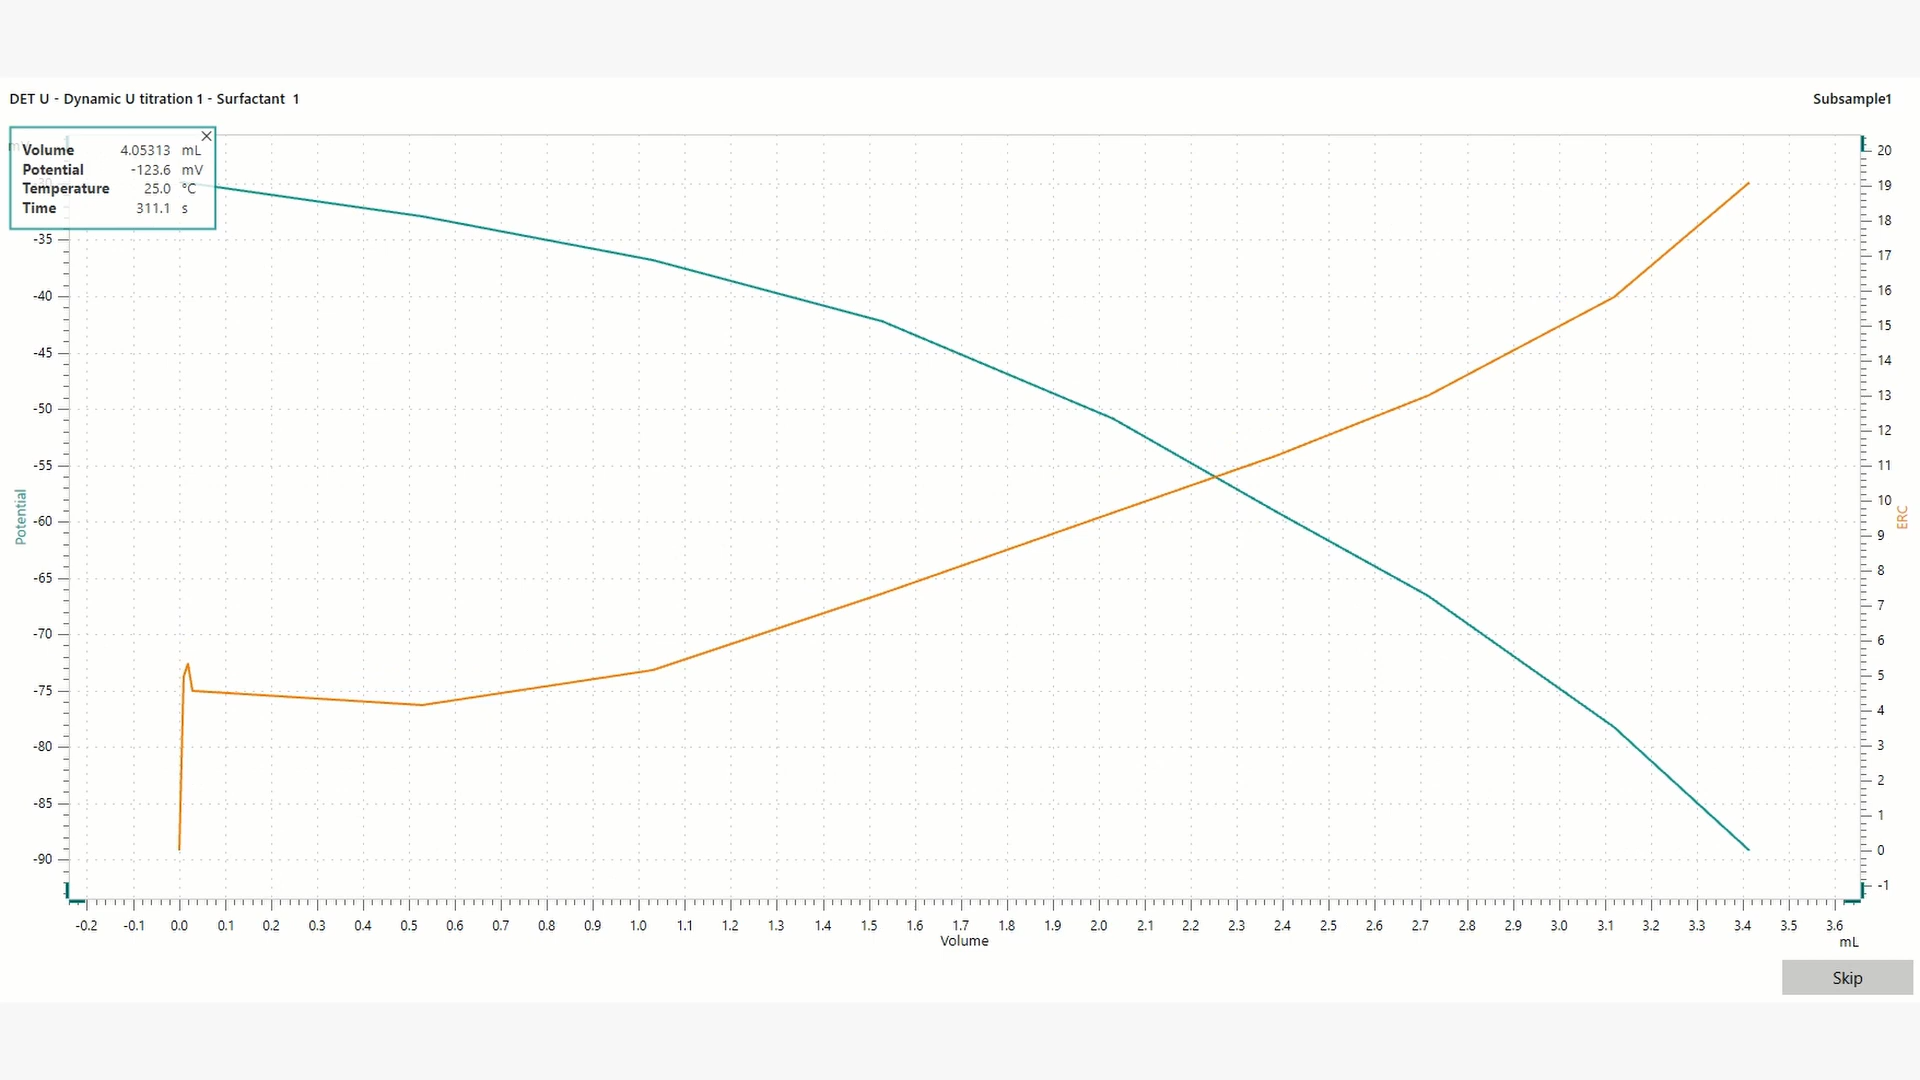 DET U - Dynamic U titration 1 - Surfactant 1
Subsample1
Volume 4.05313 mL
Potential -123.6 mV
Temperature 25.0 °C
Time 311.1 s
-35
-40
-45
-50
-55
-60
-65
-70
-75
-80
-85
-90
Potential
20
19
18
17
16
15
14
13
12
11
10
9
8
7
6
5
4
3
2
1
0
-1
ERC
-0.2 -0.1 0.0 0.1 0.2 0.3 0.4 0.5 0.6 0.7 0.8 0.9 1.0 1.1 1.2 1.3 1.4 1.5 1.6 1.7 1.8 1.9 2.0 2.1 2.2 2.3 2.4 2.5 2.6 2.7 2.8 2.9 3.0 3.1 3.2 3.3 3.4 3.5 3.6
Volume
mL
Skip